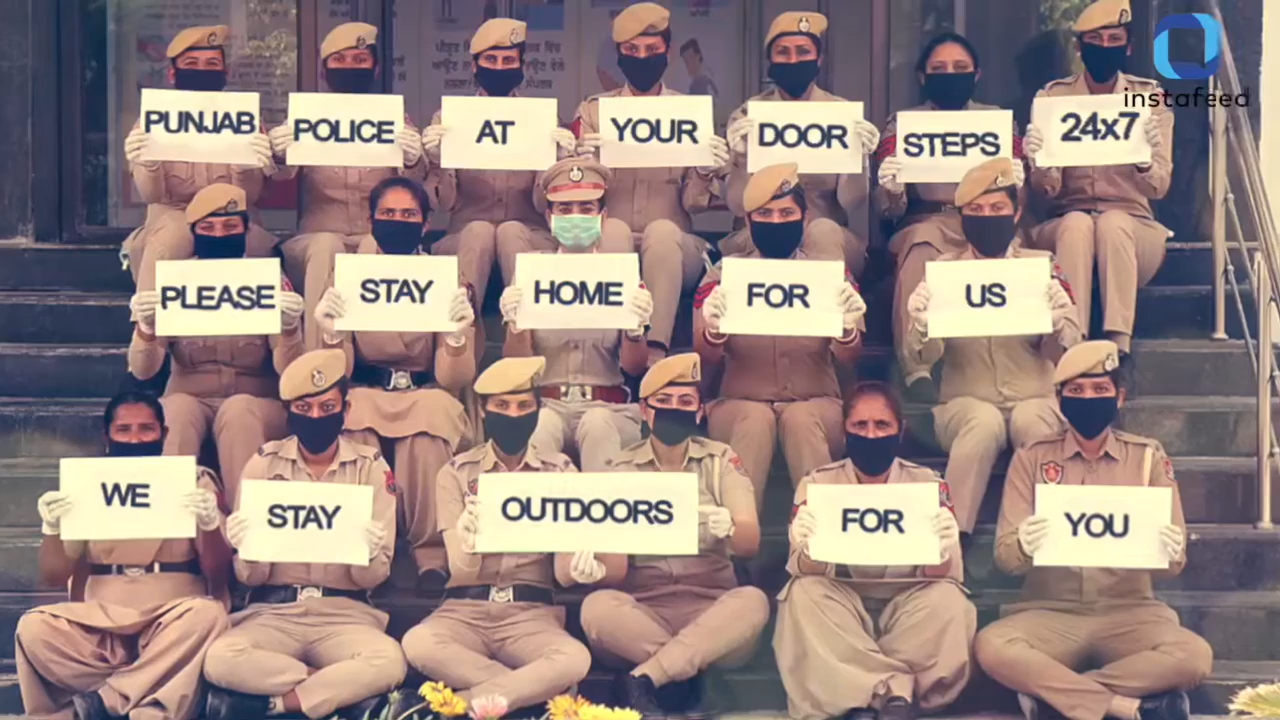 instafeed
PUNJAB POLICE AT YOUR DOOR STEPS 24x7
PLEASE STAY HOME FOR US
WE STAY OUTDOORS FOR YOU